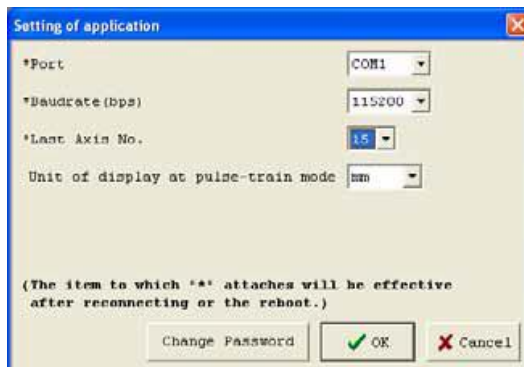 Setting of application
*Port COM1
*Baudrate(bps) 115200
*Last Axis No. 15
Unit of display at pulse-train mode mm
(The item to which '*' attaches will be effective
after reconnecting or the reboot.)
Change Password OK Cancel